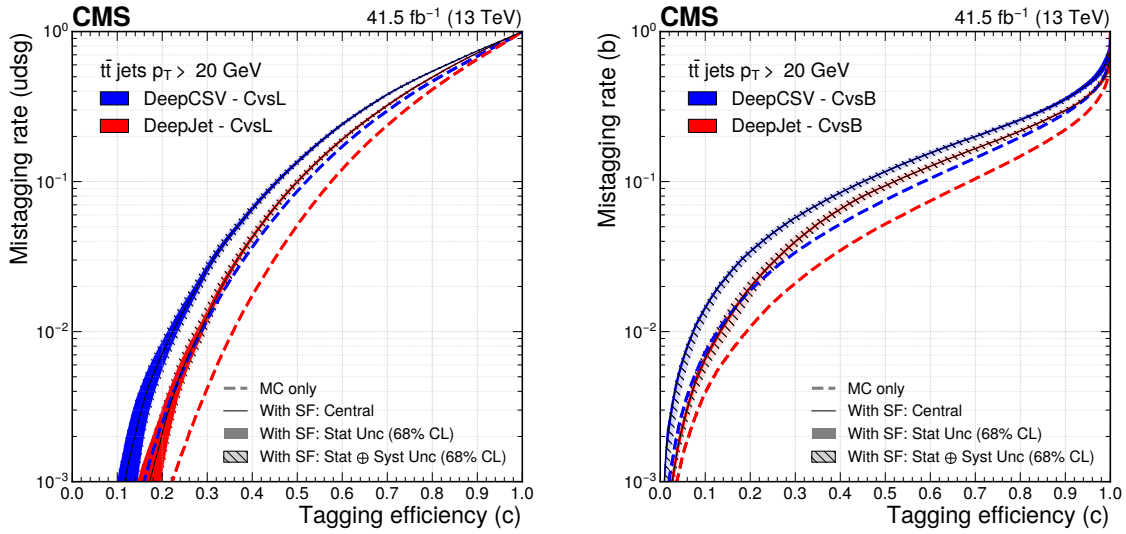 CMS
41.5 fb⁻¹ (13 TeV)
Mistagging rate (udsg)
10⁰
10⁻¹
10⁻²
10⁻³
tt̄ jets p_T > 20 GeV
DeepCSV - CvsL
DeepJet - CvsL
MC only
With SF: Central
With SF: Stat Unc (68% CL)
With SF: Stat ⊕ Syst Unc (68% CL)
0.0 0.1 0.2 0.3 0.4 0.5 0.6 0.7 0.8 0.9 1.0
Tagging efficiency (c)
CMS
41.5 fb⁻¹ (13 TeV)
Mistagging rate (b)
10⁰
10⁻¹
10⁻²
10⁻³
tt̄ jets p_T > 20 GeV
DeepCSV - CvsB
DeepJet - CvsB
MC only
With SF: Central
With SF: Stat Unc (68% CL)
With SF: Stat ⊕ Syst Unc (68% CL)
0.0 0.1 0.2 0.3 0.4 0.5 0.6 0.7 0.8 0.9 1.0
Tagging efficiency (c)